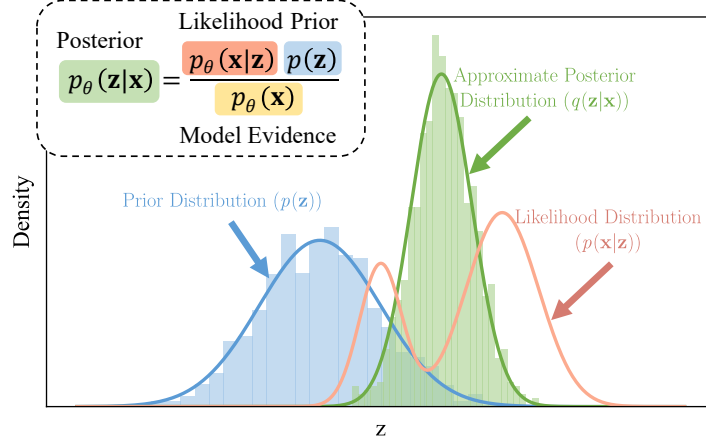 Likelihood Prior
Posterior
pθ(z|x) = pθ(x|z) p(z)
pθ(x)
Model Evidence
Approximate Posterior
Distribution (q(z|x))
Prior Distribution (p(z))
Likelihood Distribution
(p(x|z))
Density
z